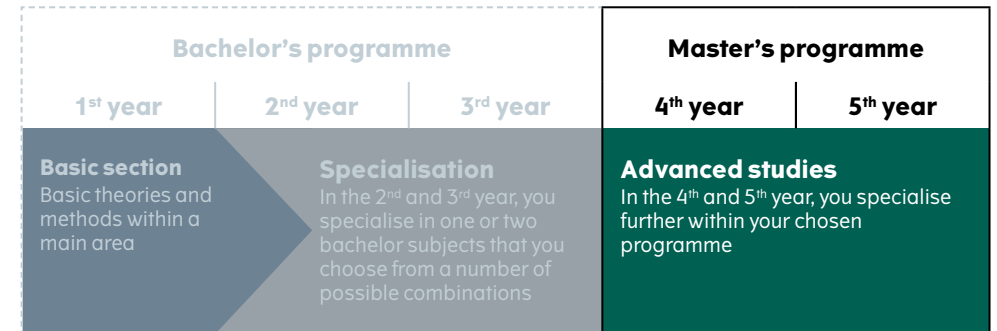 Bachelor’s programme
Master’s programme
1st year
2nd year
3rd year
4th year
5th year
Basic section
Basic theories and
methods within a
main area
Specialisation
In the 2nd and 3rd year, you
specialise in one or two
bachelor subjects that you
choose from a number of
possible combinations
Advanced studies
In the 4th and 5th year, you specialise
further within your chosen
programme